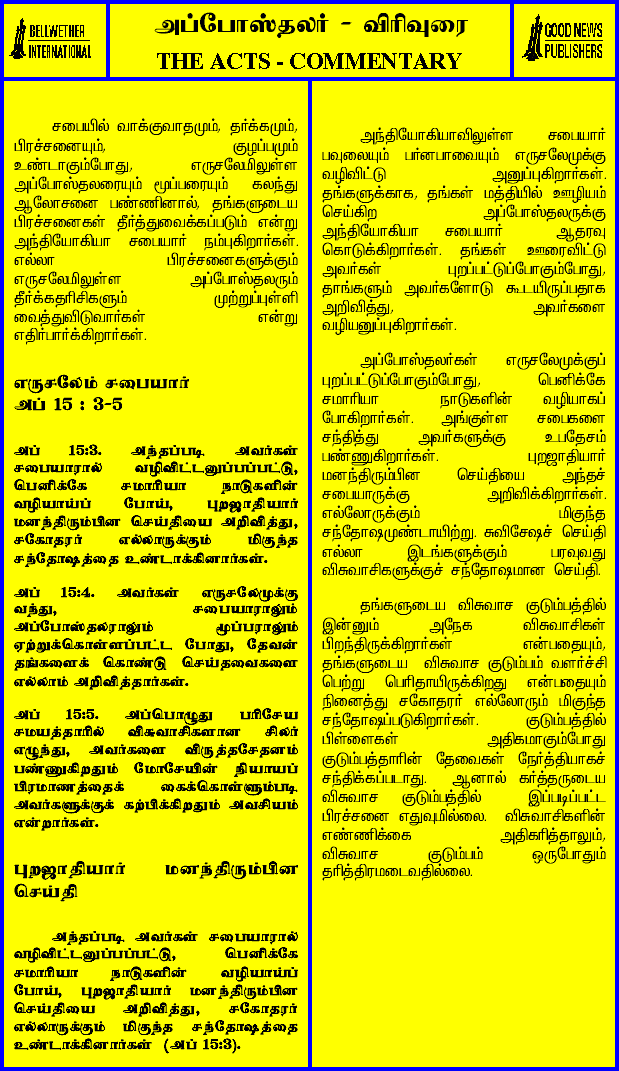 BELLWETHER
INTERNATIONAL
அப்போஸ்தலர் - விரிவுரை
THE ACTS - COMMENTARY
GOOD NEWS
PUBLISHERS
சபையில் வாக்குவாதமும், தர்க்கமும்,
பிரச்சனையும், குழப்பமும்
உண்டாகும்போது, எருசலேமிலுள்ள
அப்போஸ்தலரையும் மூப்பரையும் கலந்து
ஆலோசனை பண்ணினால், தங்களுடைய
பிரச்சனைகள் தீர்த்துவைக்கப்படும் என்று
அந்தியோகியா சபையார் நம்புகிறார்கள்.
எல்லா பிரச்சனைகளுக்கும்
எருசலேமிலுள்ள அப்போஸ்தலரும்
தீர்க்கதரிசிகளும் முற்றுப்புள்ளி
வைத்துவிடுவார்கள் என்று
எதிர்பார்க்கிறார்கள்.
எருசலேம் சபையார்
அப் 15 : 3-5
அப் 15:3. அந்தப்படி அவர்கள்
சபையாரால் வழிவிட்டனுப்பப்பட்டு,
பெனிக்கே சமாரியா நாடுகளின்
வழியாய்ப் போய், புறஜாதியார்
மனந்திரும்பின செய்தியை அறிவித்து,
சகோதரர் எல்லாருக்கும் மிகுந்த
சந்தோஷத்தை உண்டாக்கினார்கள்.
அப் 15:4. அவர்கள் எருசலேமுக்கு
வந்து, சபையாராலும்
அப்போஸ்தலராலும் மூப்பராலும்
ஏற்றுக்கொள்ளப்பட்ட போது, தேவன்
தங்களைக் கொண்டு செய்தவைகளை
எல்லாம் அறிவித்தார்கள்.
அப் 15:5. அப்பொழுது பரிசேய
சமயத்தாரில் விசுவாசிகளான சிலர்
எழுந்து, அவர்களை விருத்தசேதனம்
பண்ணுகிறதும் மோசேயின் நியாயப்
பிரமாணத்தைக் கைக்கொள்ளும்படி
அவர்களுக்குக் கற்பிக்கிறதும் அவசியம்
என்றார்கள்.
புறஜாதியார் மனந்திரும்பின
செய்தி
அந்தப்படி அவர்கள் சபையாரால்
வழிவிட்டனுப்பப்பட்டு, பெனிக்கே
சமாரியா நாடுகளின் வழியாய்ப்
போய், புறஜாதியார் மனந்திரும்பின
செய்தியை அறிவித்து, சகோதரர்
எல்லாருக்கும் மிகுந்த சந்தோஷத்தை
உண்டாக்கினார்கள் (அப் 15:3).
அந்தியோகியாவிலுள்ள சபையார்
பவுலையும் பர்னபாவையும் எருசலேமுக்கு
வழிவிட்டு அனுப்புகிறார்கள்.
தங்களுக்காக, தங்கள் மத்தியில் ஊழியம்
செய்கிற அப்போஸ்தலருக்கு
அந்தியோகியா சபையார் ஆதரவு
கொடுக்கிறார்கள். தங்கள் ஊரைவிட்டு
அவர்கள் புறப்பட்டுப்போகும்போது,
தாங்களும் அவர்களோடு கூடயிருப்பதாக
அறிவித்து, அவர்களை
வழியனுப்புகிறார்கள்.
அப்போஸ்தலர்கள் எருசலேமுக்குப்
புறப்பட்டுப்போகும்போது, பெனிக்கே
சமாரியா நாடுகளின் வழியாகப்
போகிறார்கள். அங்குள்ள சபைகளை
சந்தித்து அவர்களுக்கு உபதேசம்
பண்ணுகிறார்கள். புறஜாதியார்
மனந்திரும்பின செய்தியை அந்தச்
சபையாருக்கு அறிவிக்கிறார்கள்.
எல்லோருக்கும் மிகுந்த
சந்தோஷமுண்டாயிற்று. சுவிசேஷச் செய்தி
எல்லா இடங்களுக்கும் பரவுவது
விசுவாசிகளுக்குச் சந்தோஷமான செய்தி.
தங்களுடைய விசுவாச குடும்பத்தில்
இன்னும் அநேக விசுவாசிகள்
பிறந்திருக்கிறார்கள் என்பதையும்,
தங்களுடைய விசுவாச குடும்பம் வளர்ச்சி
பெற்று பெரிதாயிருக்கிறது என்பதையும்
நினைத்து சகோதரர் எல்லோரும் மிகுந்த
சந்தோஷப்படுகிறார்கள். குடும்பத்தில்
பிள்ளைகள் அதிகமாகும்போது
குடும்பத்தாரின் தேவைகள் நேர்த்தியாகச்
சந்திக்கப்படாது. ஆனால் கர்த்தருடைய
விசுவாச குடும்பத்தில் இப்படிப்பட்ட
பிரச்சனை எதுவுமில்லை. விசுவாசிகளின்
எண்ணிக்கை அதிகரித்தாலும்,
விசுவாச குடும்பம் ஒருபோதும்
தரித்திரமடைவதில்லை.